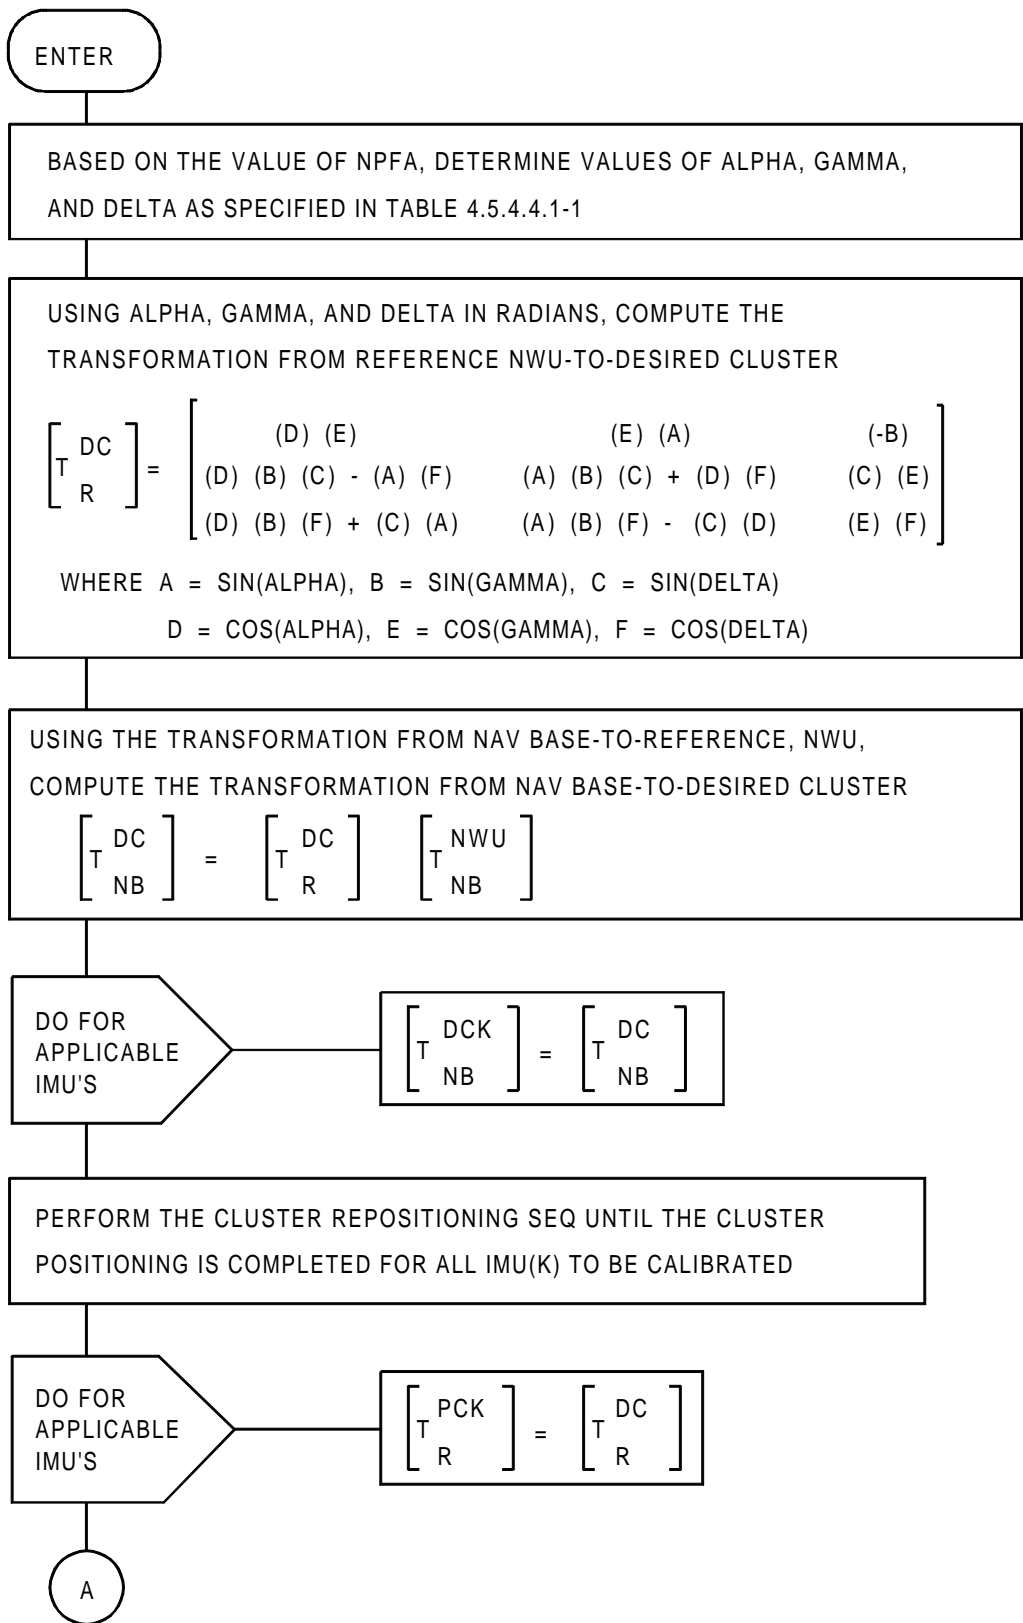 ENTER
BASED ON THE VALUE OF NPFA, DETERMINE VALUES OF ALPHA, GAMMA,
AND DELTA AS SPECIFIED IN TABLE 4.5.4.4.1-1
USING ALPHA, GAMMA, AND DELTA IN RADIANS, COMPUTE THE
TRANSFORMATION FROM REFERENCE NWU-TO-DESIRED CLUSTER
T DC R =
(D) (E) (E) (A) (-B)
(D) (B) (C) - (A) (F) (A) (B) (C) + (D) (F) (C) (E)
(D) (B) (F) + (C) (A) (A) (B) (F) - (C) (D) (E) (F)
WHERE A = SIN(ALPHA), B = SIN(GAMMA), C = SIN(DELTA)
D = COS(ALPHA), E = COS(GAMMA), F = COS(DELTA)
USING THE TRANSFORMATION FROM NAV BASE-TO-REFERENCE, NWU,
COMPUTE THE TRANSFORMATION FROM NAV BASE-TO-DESIRED CLUSTER
T DC NB = T DC R T NWU NB
DO FOR
APPLICABLE
IMU'S
T DCK NB = T DC NB
PERFORM THE CLUSTER REPOSITIONING SEQ UNTIL THE CLUSTER
POSITIONING IS COMPLETED FOR ALL IMU(K) TO BE CALIBRATED
DO FOR
APPLICABLE
IMU'S
T PCK R = T DC R
A